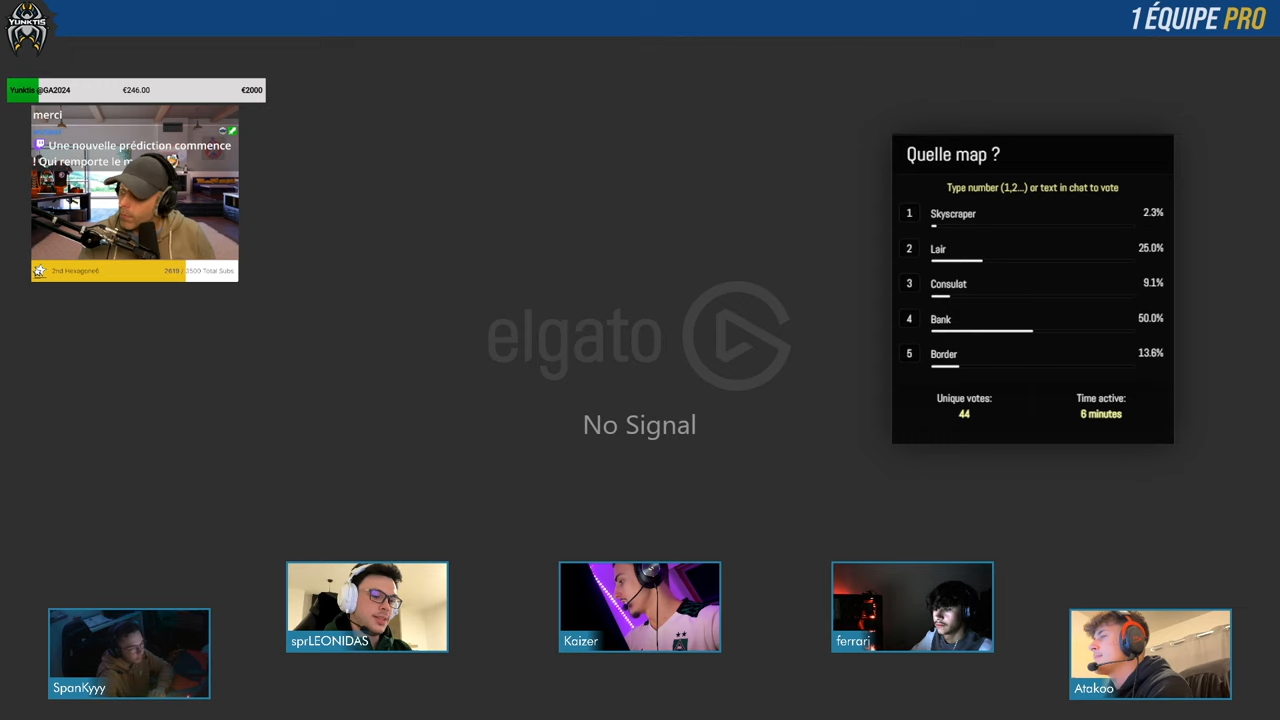 YUNKTIS
1 ÉQUIPE PRO
Yunktis @GA2024 €246.00 €2000
merci
Une nouvelle prédiction commence
! Qui remporte le m
2nd Hexagone6 2619 / 3500 Total Subs
Quelle map ?
Type number (1,2...) or text in chat to vote
1 Skyscraper 2.3%
2 Lair 25.0%
3 Consulat 9.1%
4 Bank 50.0%
5 Border 13.6%
Unique votes: Time active:
44 6 minutes
elgato
No Signal
sprLEONIDAS
Kaizer
ferrari
SpanKyyy
Atakoo